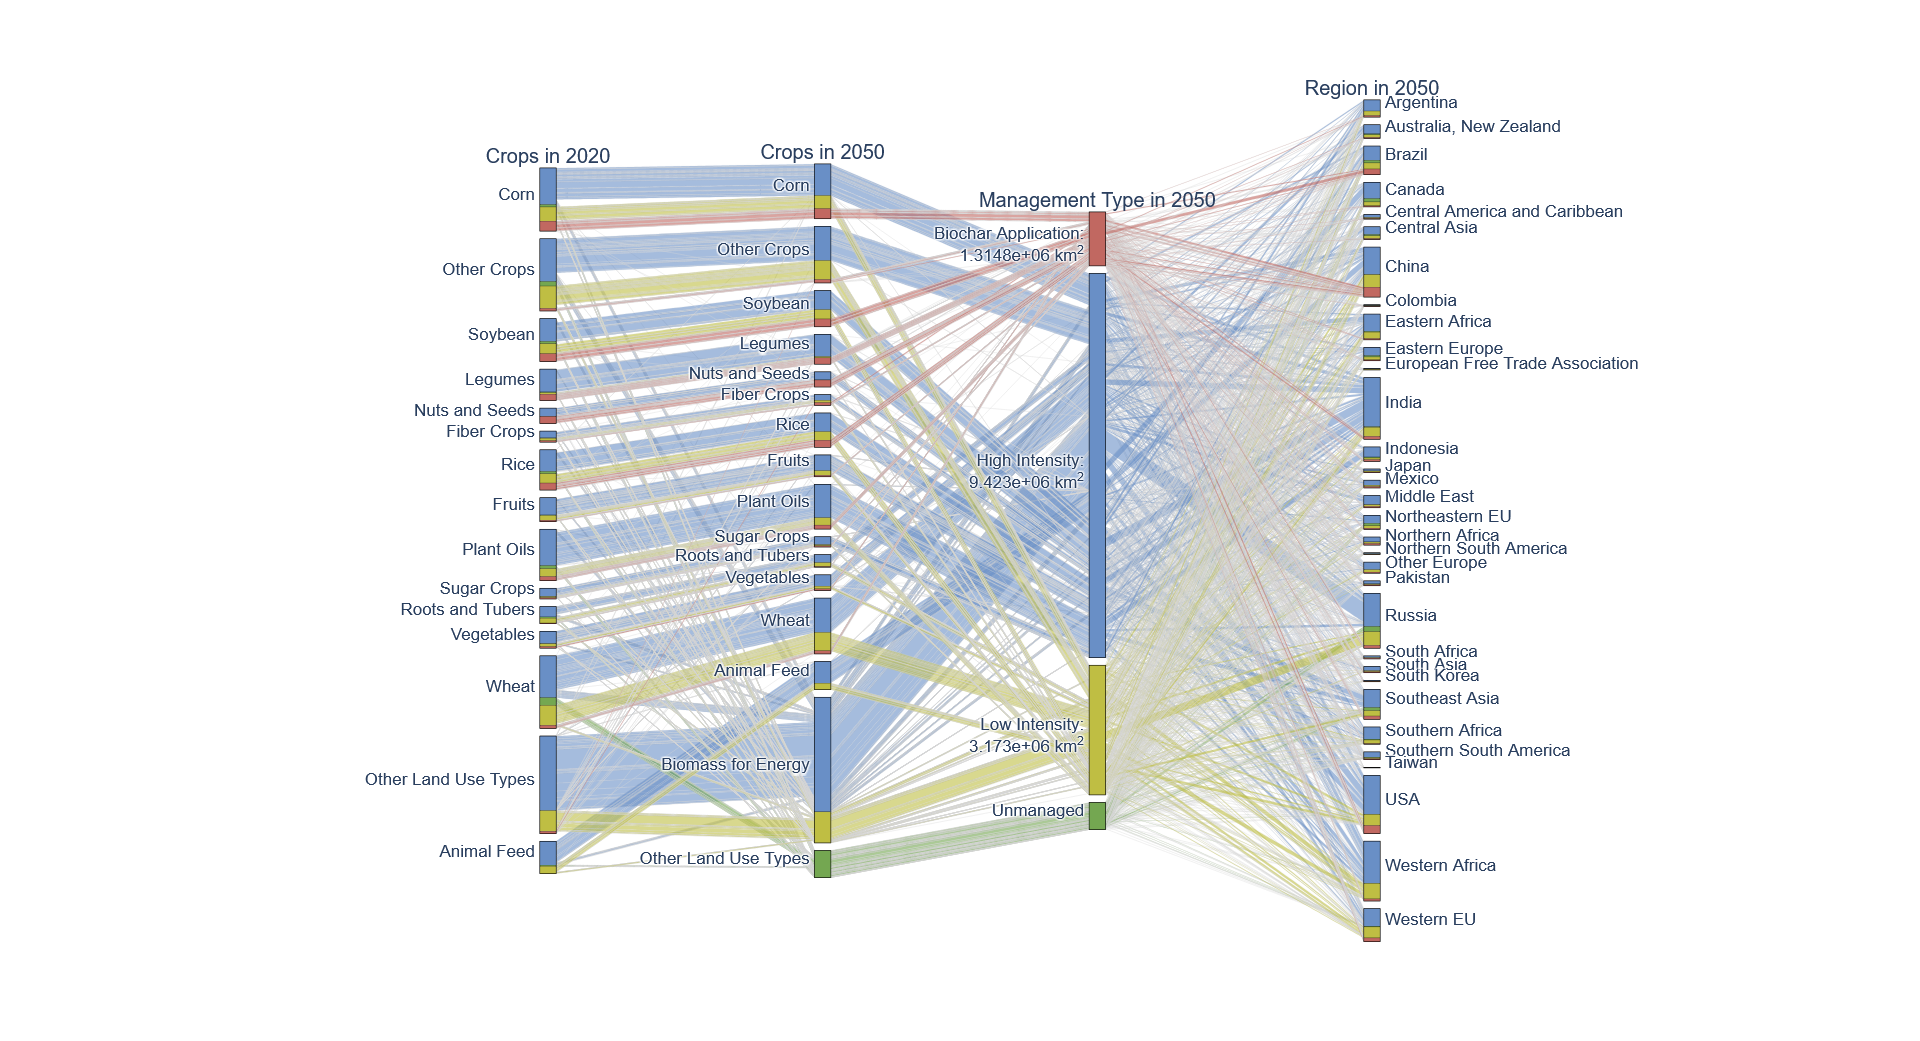 Crops in 2020
Corn
Other Crops
Soybean
Legumes
Nuts and Seeds
Fiber Crops
Rice
Fruits
Plant Oils
Sugar Crops
Roots and Tubers
Vegetables
Wheat
Other Land Use Types
Animal Feed
Crops in 2050
Corn
Other Crops
Soybean
Legumes
Nuts and Seeds
Fiber Crops
Rice
Fruits
Plant Oils
Sugar Crops
Roots and Tubers
Vegetables
Wheat
Animal Feed
Biomass for Energy
Other Land Use Types
Management Type in 2050
Biochar Application:
1.3148e+06 km²
High Intensity:
9.423e+06 km²
Low Intensity:
3.173e+06 km²
Unmanaged
Region in 2050
Argentina
Australia, New Zealand
Brazil
Canada
Central America and Caribbean
Central Asia
China
Colombia
Eastern Africa
Eastern Europe
European Free Trade Association
India
Indonesia
Japan
Mexico
Middle East
Northeastern EU
Northern Africa
Northern South America
Other Europe
Pakistan
Russia
South Africa
South Asia
South Korea
Southeast Asia
Southern Africa
Southern South America
Taiwan
USA
Western Africa
Western EU